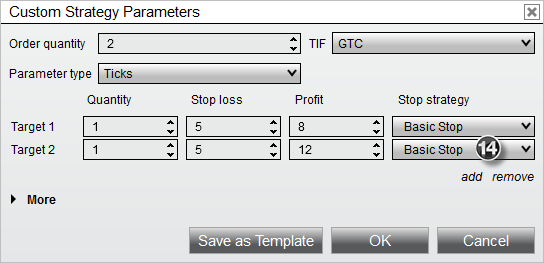 Custom Strategy Parameters
Order quantity 2 TIF GTC
Parameter type Ticks
Quantity Stop loss Profit Stop strategy
Target 1 1 5 8 Basic Stop
Target 2 1 5 12 Basic Stop 14
add remove
More
Save as Template OK Cancel